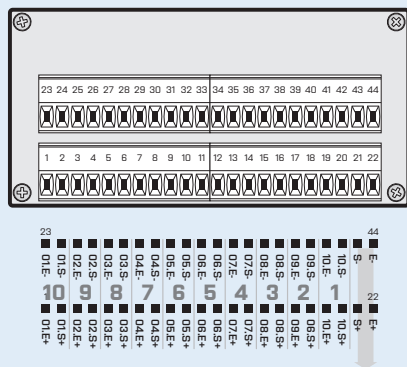 23 24 25 26 27 28 29 30 31 32 33 34 35 36 37 38 39 40 41 42 43 44
1 2 3 4 5 6 7 8 9 10 11 12 13 14 15 16 17 18 19 20 21 22
23 44
01.E- 01.S- 02.E- 02.S- 03.E- 03.S- 04.E- 04.S- 05.E- 05.S- 06.E- 06.S- 07.E- 07.S- 08.E- 08.S- 09.E- 09.S- 10.E- 10.S- S- E-
10 9 8 7 6 5 4 3 2 1
22
01.E+ 01.S+ 02.E+ 02.S+ 03.E+ 03.S+ 04.E+ 04.S+ 05.E+ 05.S+ 06.E+ 06.S+ 07.E+ 07.S+ 08.E+ 08.S+ 09.E+ 06.S+ 10.E+ 10.S+ S+ E+